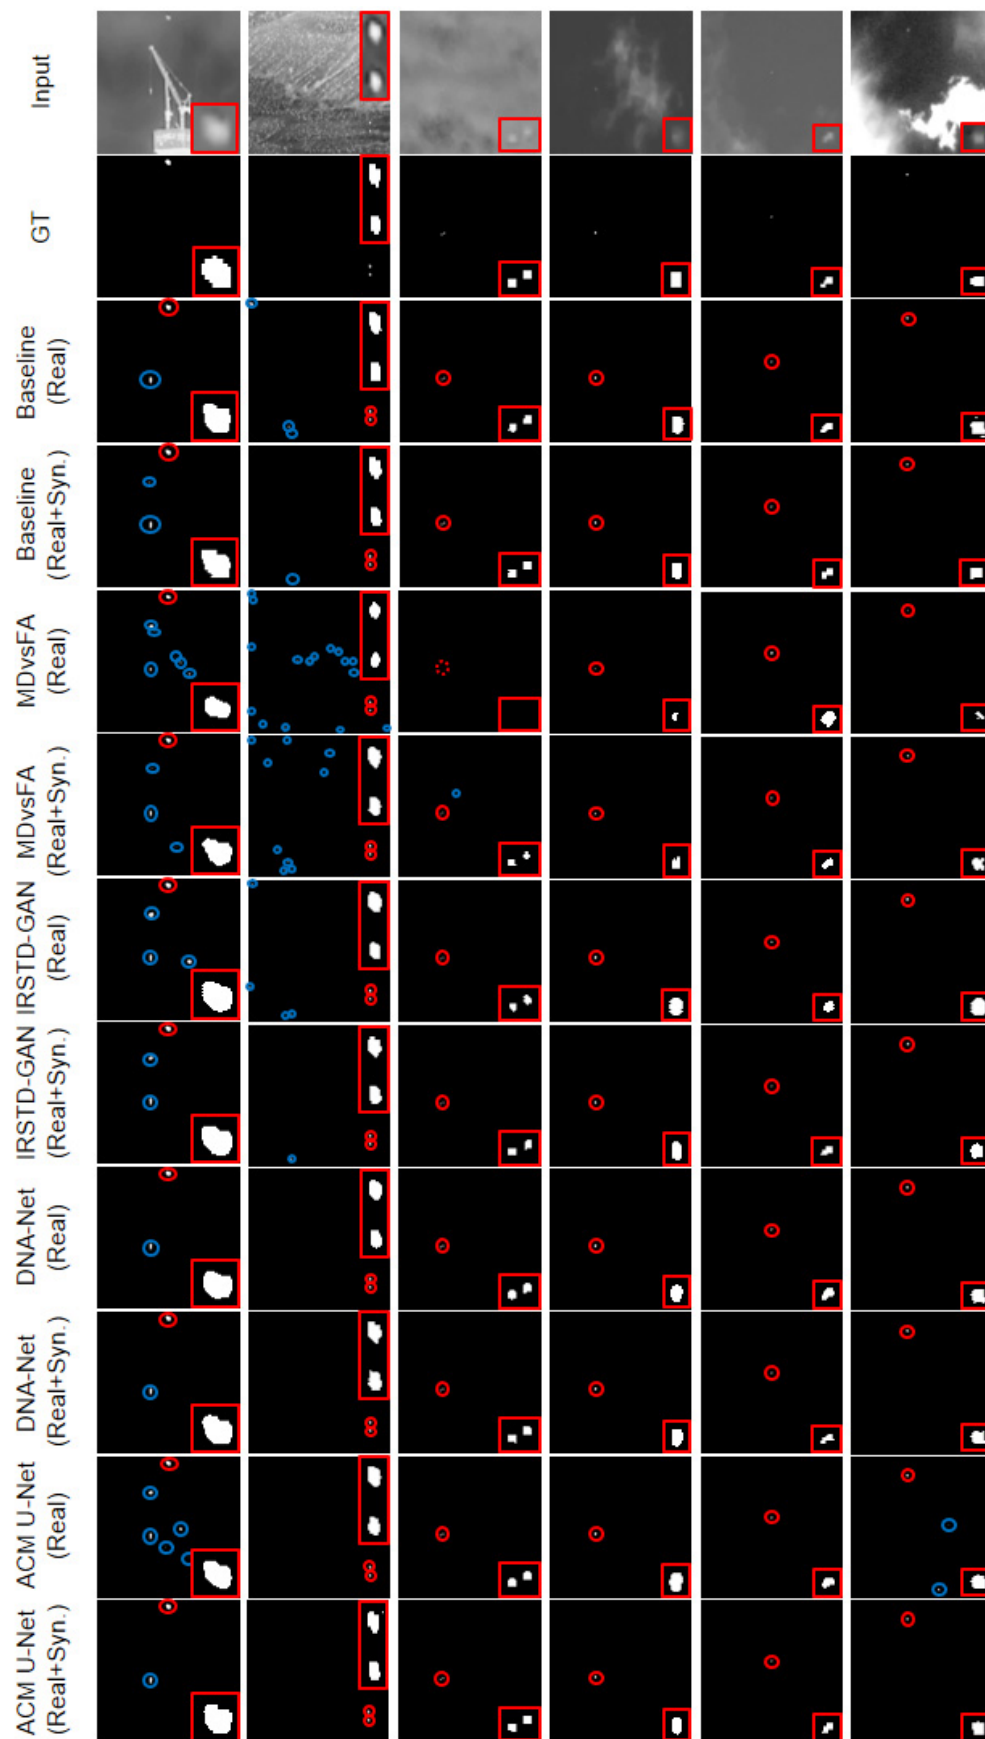 Input
GT
Baseline
(Real)
Baseline
(Real+Syn.)
MDvsFA
(Real)
MDvsFA
(Real+Syn.)
IRSTD-GAN
(Real)
IRSTD-GAN
(Real+Syn.)
DNA-Net
(Real)
DNA-Net
(Real+Syn.)
ACM U-Net
(Real)
ACM U-Net
(Real+Syn.)